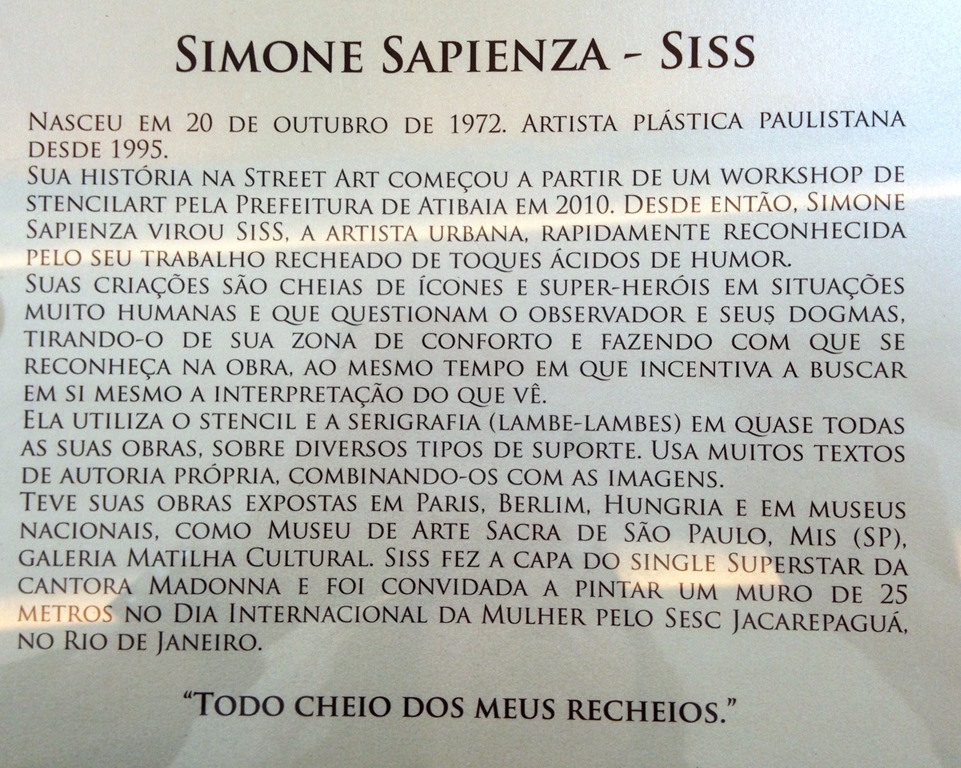 SIMONE SAPIENZA - SISS
NASCEU EM 20 DE OUTUBRO DE 1972. ARTISTA PLÁSTICA PAULISTANA
DESDE 1995.
SUA HISTÓRIA NA STREET ART COMEÇOU A PARTIR DE UM WORKSHOP DE
STENCILART PELA PREFEITURA DE ATIBAIA EM 2010. DESDE ENTÃO, SIMONE
SAPIENZA VIROU SISS, A ARTISTA URBANA, RAPIDAMENTE RECONHECIDA
PELO SEU TRABALHO RECHEADO DE TOQUES ÁCIDOS DE HUMOR.
SUAS CRIAÇÕES SÃO CHEIAS DE ÍCONES E SUPER-HERÓIS EM SITUAÇÕES
MUITO HUMANAS E QUE QUESTIONAM O OBSERVADOR E SEUS DOGMAS,
TIRANDO-O DE SUA ZONA DE CONFORTO E FAZENDO COM QUE SE
RECONHEÇA NA OBRA, AO MESMO TEMPO EM QUE INCENTIVA A BUSCAR
EM SI MESMO A INTERPRETAÇÃO DO QUE VÊ.
ELA UTILIZA O STENCIL E A SERIGRAFIA (LAMBE-LAMBES) EM QUASE TODAS
AS SUAS OBRAS, SOBRE DIVERSOS TIPOS DE SUPORTE. USA MUITOS TEXTOS
DE AUTORIA PRÓPRIA, COMBINANDO-OS COM AS IMAGENS.
TEVE SUAS OBRAS EXPOSTAS EM PARIS, BERLIM, HUNGRIA E EM MUSEUS
NACIONAIS, COMO MUSEU DE ARTE SACRA DE SÃO PAULO, MIS (SP),
GALERIA MATILHA CULTURAL. SISS FEZ A CAPA DO SINGLE SUPERSTAR DA
CANTORA MADONNA E FOI CONVIDADA A PINTAR UM MURO DE 25
METROS NO DIA INTERNACIONAL DA MULHER PELO SESC JACAREPAGUÁ,
NO RIO DE JANEIRO.
“TODO CHEIO DOS MEUS RECHEIOS.”